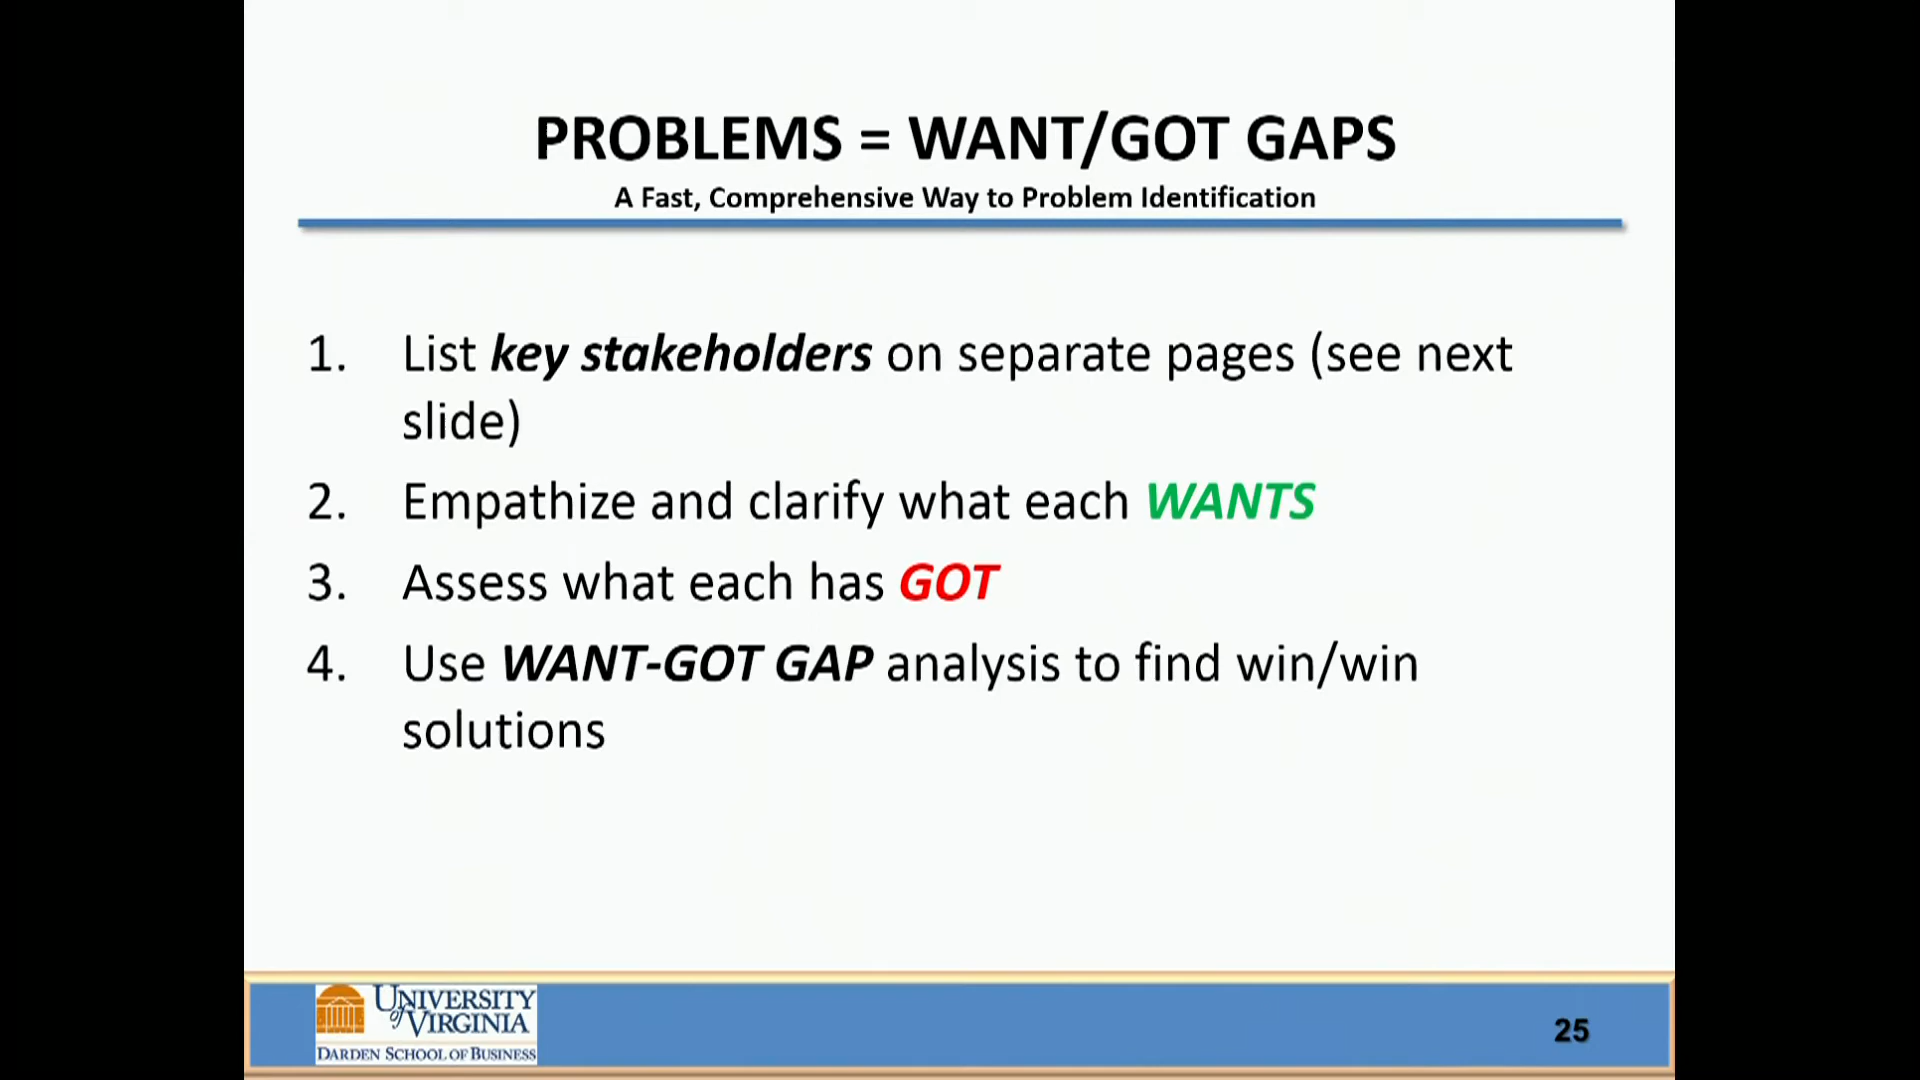 PROBLEMS = WANT/GOT GAPS
A Fast, Comprehensive Way to Problem Identification
1. List key stakeholders on separate pages (see next
slide)
2. Empathize and clarify what each WANTS
3. Assess what each has GOT
4. Use WANT-GOT GAP analysis to find win/win
solutions
UNIVERSITY
of VIRGINIA
DARDEN SCHOOL OF BUSINESS
25